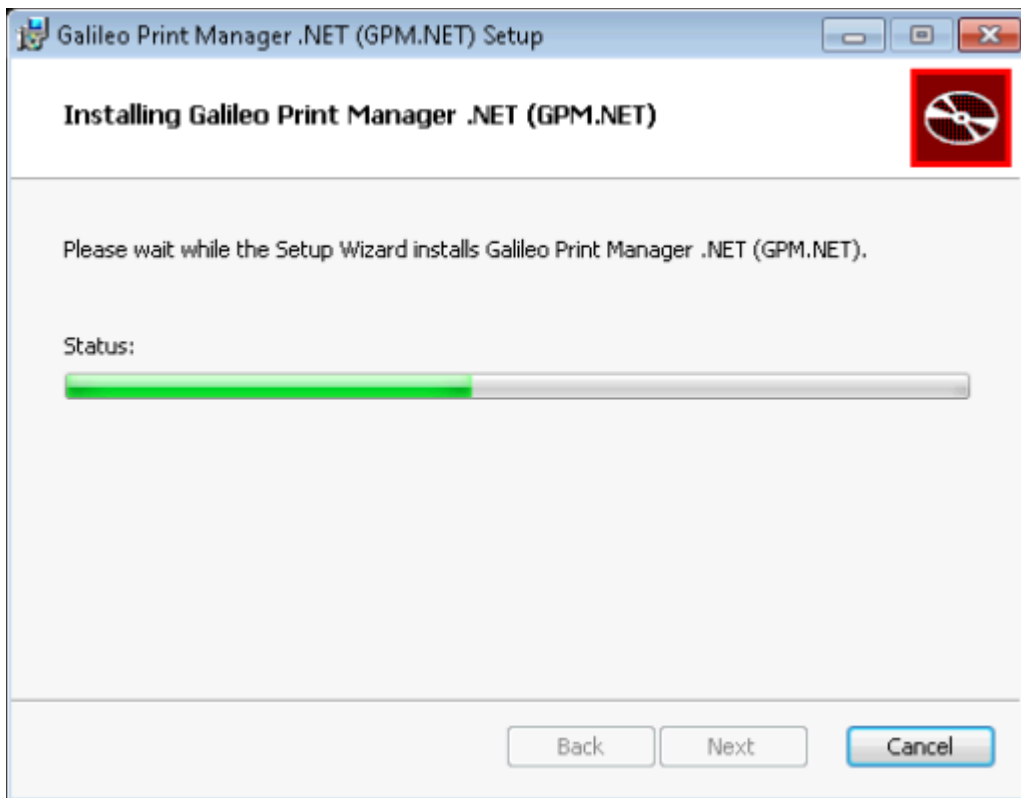 Galileo Print Manager .NET (GPM.NET) Setup
Installing Galileo Print Manager .NET (GPM.NET)
Please wait while the Setup Wizard installs Galileo Print Manager .NET (GPM.NET).
Status:
Back Next Cancel